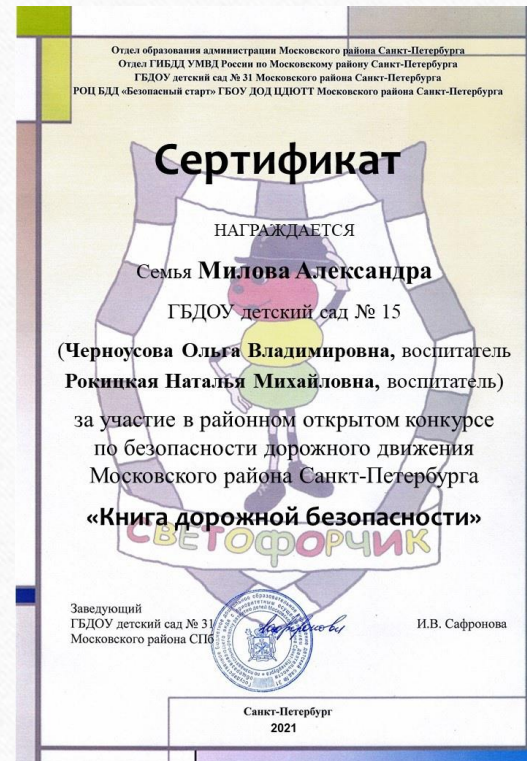 Отдел образования администрации Московского района Санкт-Петербурга
Отдел ГИБДД УМВД России по Московскому району Санкт-Петербурга
ГБДОУ детский сад № 31 Московского района Санкт-Петербурга
РОЦ БДД «Безопасный старт» ГБОУ ДОД ЦДЮТТ Московского района Санкт-Петербурга
Сертификат
НАГРАЖДАЕТСЯ
Семья Милова Александра
ГБДОУ детский сад № 15
(Черноусова Ольга Владимировна, воспитатель
Рокицкая Наталья Михайловна, воспитатель)
за участие в районном открытом конкурсе
по безопасности дорожного движения
Московского района Санкт-Петербурга
«Книга дорожной безопасности»
СВЕТОФОРЧИК
Заведующий
ГБДОУ детский сад № 31
Московского района СПб
И.В. Сафронова
Санкт-Петербург
2021